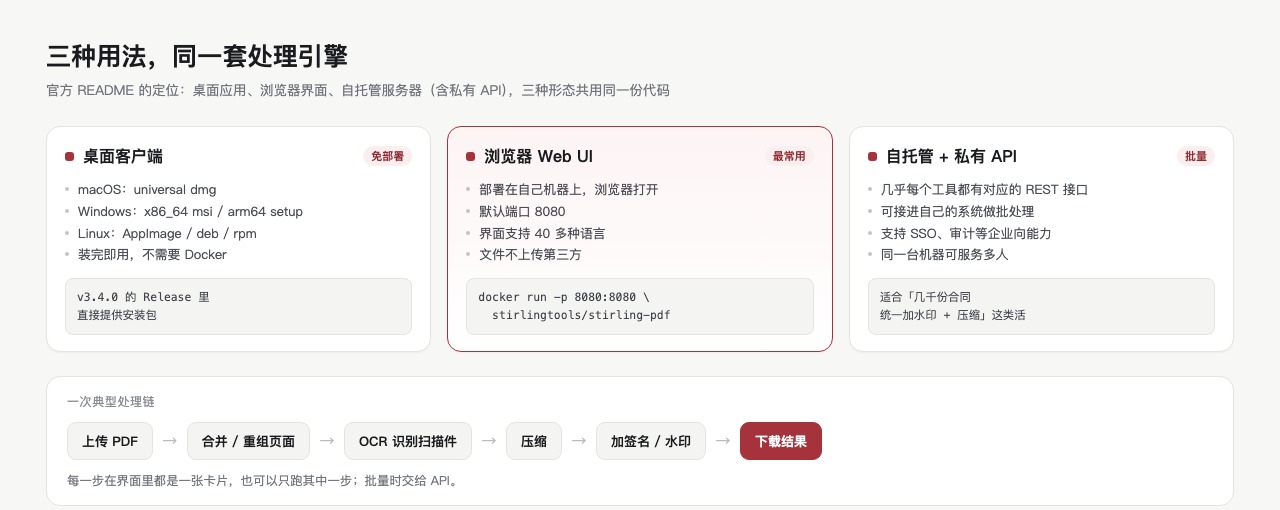 三种用法，同一套处理引擎
官方 README 的定位：桌面应用、浏览器界面、自托管服务器（含私有 API），三种形态共用同一份代码
桌面客户端
免部署
macOS：universal dmg
Windows：x86_64 msi / arm64 setup
Linux：AppImage / deb / rpm
装完即用，不需要 Docker
v3.4.0 的 Release 里
直接提供安装包
浏览器 Web UI
最常用
部署在自己机器上，浏览器打开
默认端口 8080
界面支持 40 多种语言
文件不上传第三方
docker run -p 8080:8080 \
stirlingtools/stirling-pdf
自托管 + 私有 API
批量
几乎每个工具都有对应的 REST 接口
可接进自己的系统做批处理
支持 SSO、审计等企业向能力
同一台机器可服务多人
适合「几千份合同
统一加水印 + 压缩」这类活
一次典型处理链
上传 PDF → 合并 / 重组页面 → OCR 识别扫描件 → 压缩 → 加签名 / 水印 → 下载结果
每一步在界面里都是一张卡片，也可以只跑其中一步；批量时交给 API。